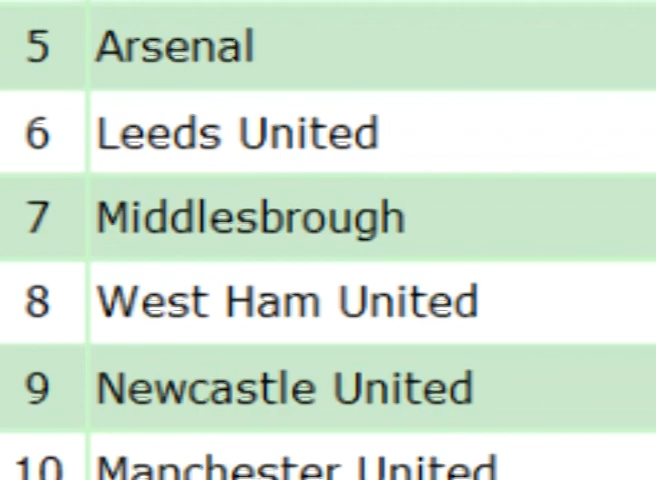 5 Arsenal
6 Leeds United
7 Middlesbrough
8 West Ham United
9 Newcastle United
10 Manchester United